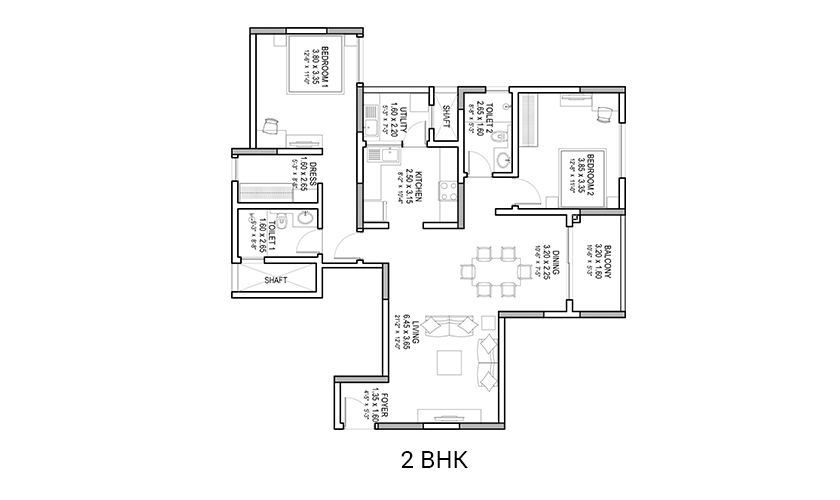 BEDROOM 1
3.80 x 3.35
12'-6" x 11'-0"
UTILITY
1.60 x 2.20
5'-3" x 7'-3"
SHAFT
TOILET 2
2.65 x 1.60
8'-8" x 5'-3"
BEDROOM 2
3.85 x 3.35
12'-8" x 11'-0"
DRESS
1.60 x 2.65
5'-3" x 8'-8"
KITCHEN
2.50 x 3.15
8'-2" x 10'-4"
TOILET 1
1.60 x 2.65
5'-3" x 8'-8"
SHAFT
DINING
3.20 x 2.25
10'-6" x 7'-5"
BALCONY
3.20 x 1.60
10'-6" x 5'-3"
LIVING
6.45 x 3.65
21'-2" x 12'-0"
FOYER
1.35 x 1.60
4'-5" x 5'-3"
2 BHK